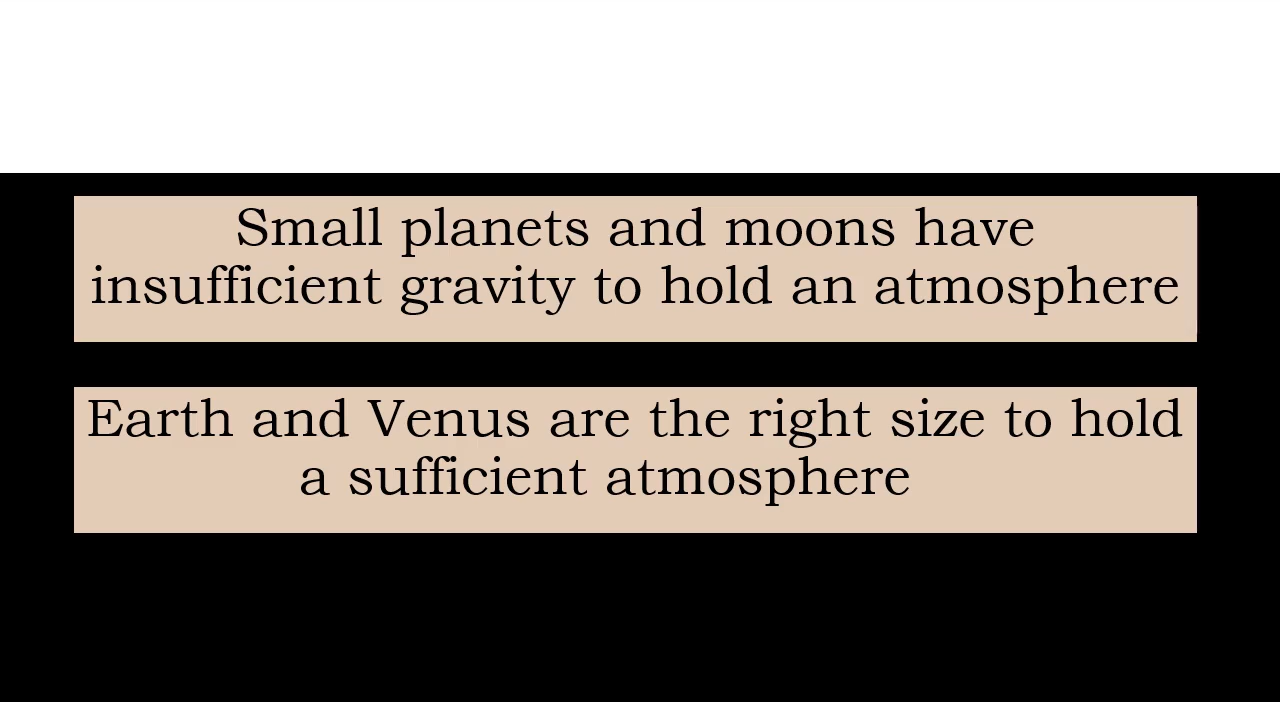 Small planets and moons have
insufficient gravity to hold an atmosphere
Earth and Venus are the right size to hold
a sufficient atmosphere